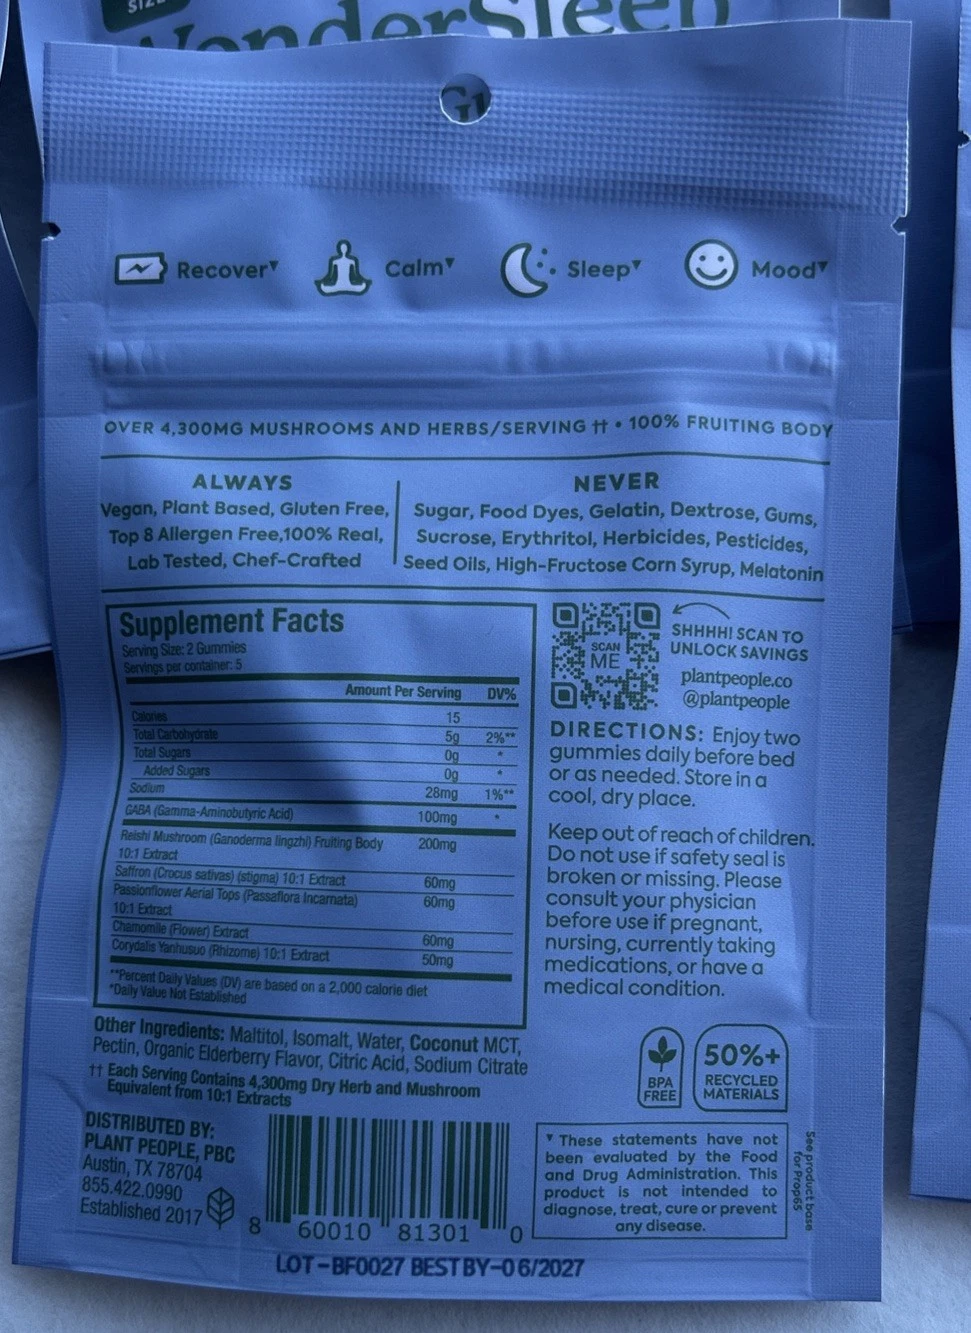 SIZE
WonderSleep
Gu
Recover▼
Calm▼
Sleep▼
Mood▼
OVER 4,300MG MUSHROOMS AND HERBS/SERVING †† • 100% FRUITING BODY
ALWAYS
Vegan, Plant Based, Gluten Free,
Top 8 Allergen Free,100% Real,
Lab Tested, Chef-Crafted
NEVER
Sugar, Food Dyes, Gelatin, Dextrose, Gums,
Sucrose, Erythritol, Herbicides, Pesticides,
Seed Oils, High-Fructose Corn Syrup, Melatonin
Supplement Facts
Serving Size: 2 Gummies
Servings per container: 5
Amount Per Serving DV%
Calories 15
Total Carbohydrate 5g 2%**
Total Sugars 0g *
Added Sugars 0g *
Sodium 28mg 1%**
GABA (Gamma-Aminobutyric Acid) 100mg *
Reishi Mushroom (Ganoderma lingzhi) Fruiting Body 200mg
10:1 Extract
Saffron (Crocus sativas) (stigma) 10:1 Extract 60mg
Passionflower Aerial Tops (Passaflora Incarnata) 60mg
10:1 Extract
Chamomile (Flower) Extract 60mg
Corydalis Yanhusuo (Rhizome) 10:1 Extract 50mg
**Percent Daily Values (DV) are based on a 2,000 calorie diet
*Daily Value Not Established
Other Ingredients: Maltitol, Isomalt, Water, Coconut MCT,
Pectin, Organic Elderberry Flavor, Citric Acid, Sodium Citrate
†† Each Serving Contains 4,300mg Dry Herb and Mushroom
Equivalent from 10:1 Extracts
SCAN
ME
SHHHH! SCAN TO
UNLOCK SAVINGS
plantpeople.co
@plantpeople
DIRECTIONS: Enjoy two
gummies daily before bed
or as needed. Store in a
cool, dry place.
Keep out of reach of children.
Do not use if safety seal is
broken or missing. Please
consult your physician
before use if pregnant,
nursing, currently taking
medications, or have a
medical condition.
BPA
FREE
50%+
RECYCLED
MATERIALS
DISTRIBUTED BY:
PLANT PEOPLE, PBC
Austin, TX 78704
855.422.0990
Established 2017
8 60010 81301 0
▼ These statements have not
been evaluated by the Food
and Drug Administration. This
product is not intended to
diagnose, treat, cure or prevent
any disease.
See product base
for Prop65
LOT-BF0027 BEST BY-06/2027